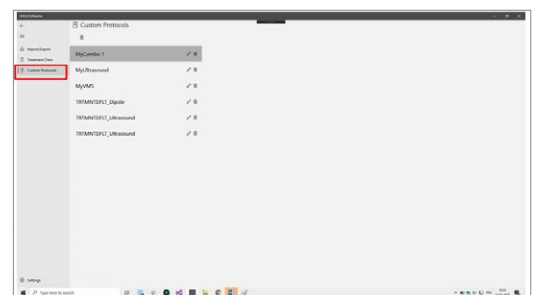 Custom Protocols
Import/Export
Treatment Data
Custom Protocols
MyCombo 1
MyUltrasound
MyVMS
TRTMNTDFLT_Dipole
TRTMNTDFLT_Ultrasound
TRTMNTDFLT_Ultrasound
Settings
Type here to search